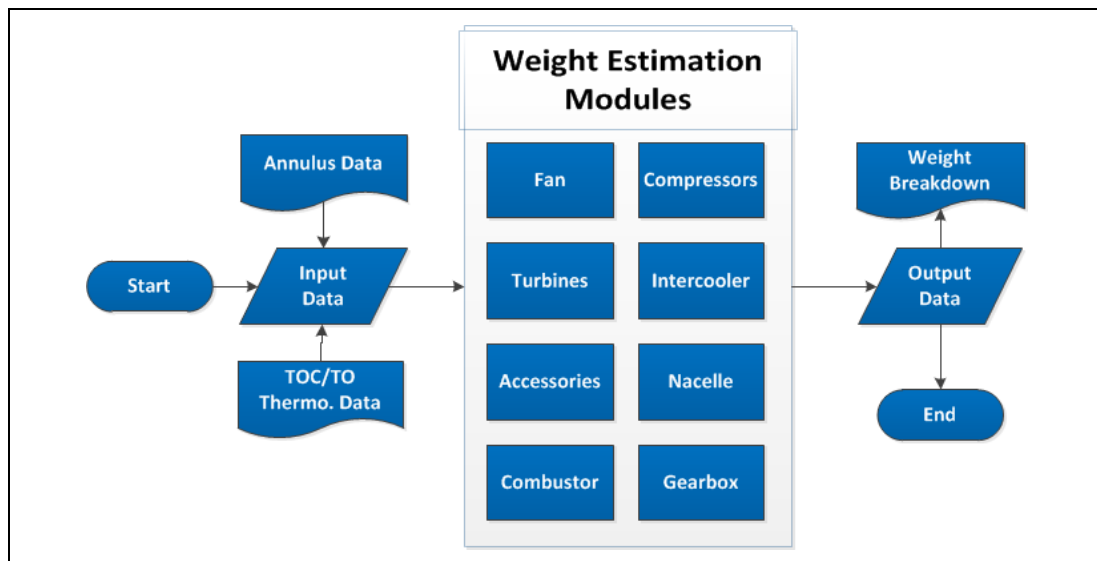 Weight Estimation
Modules
Annulus Data
Start
Input
Data
TOC/TO
Thermo. Data
Fan
Compressors
Turbines
Intercooler
Accessories
Nacelle
Combustor
Gearbox
Weight
Breakdown
Output
Data
End